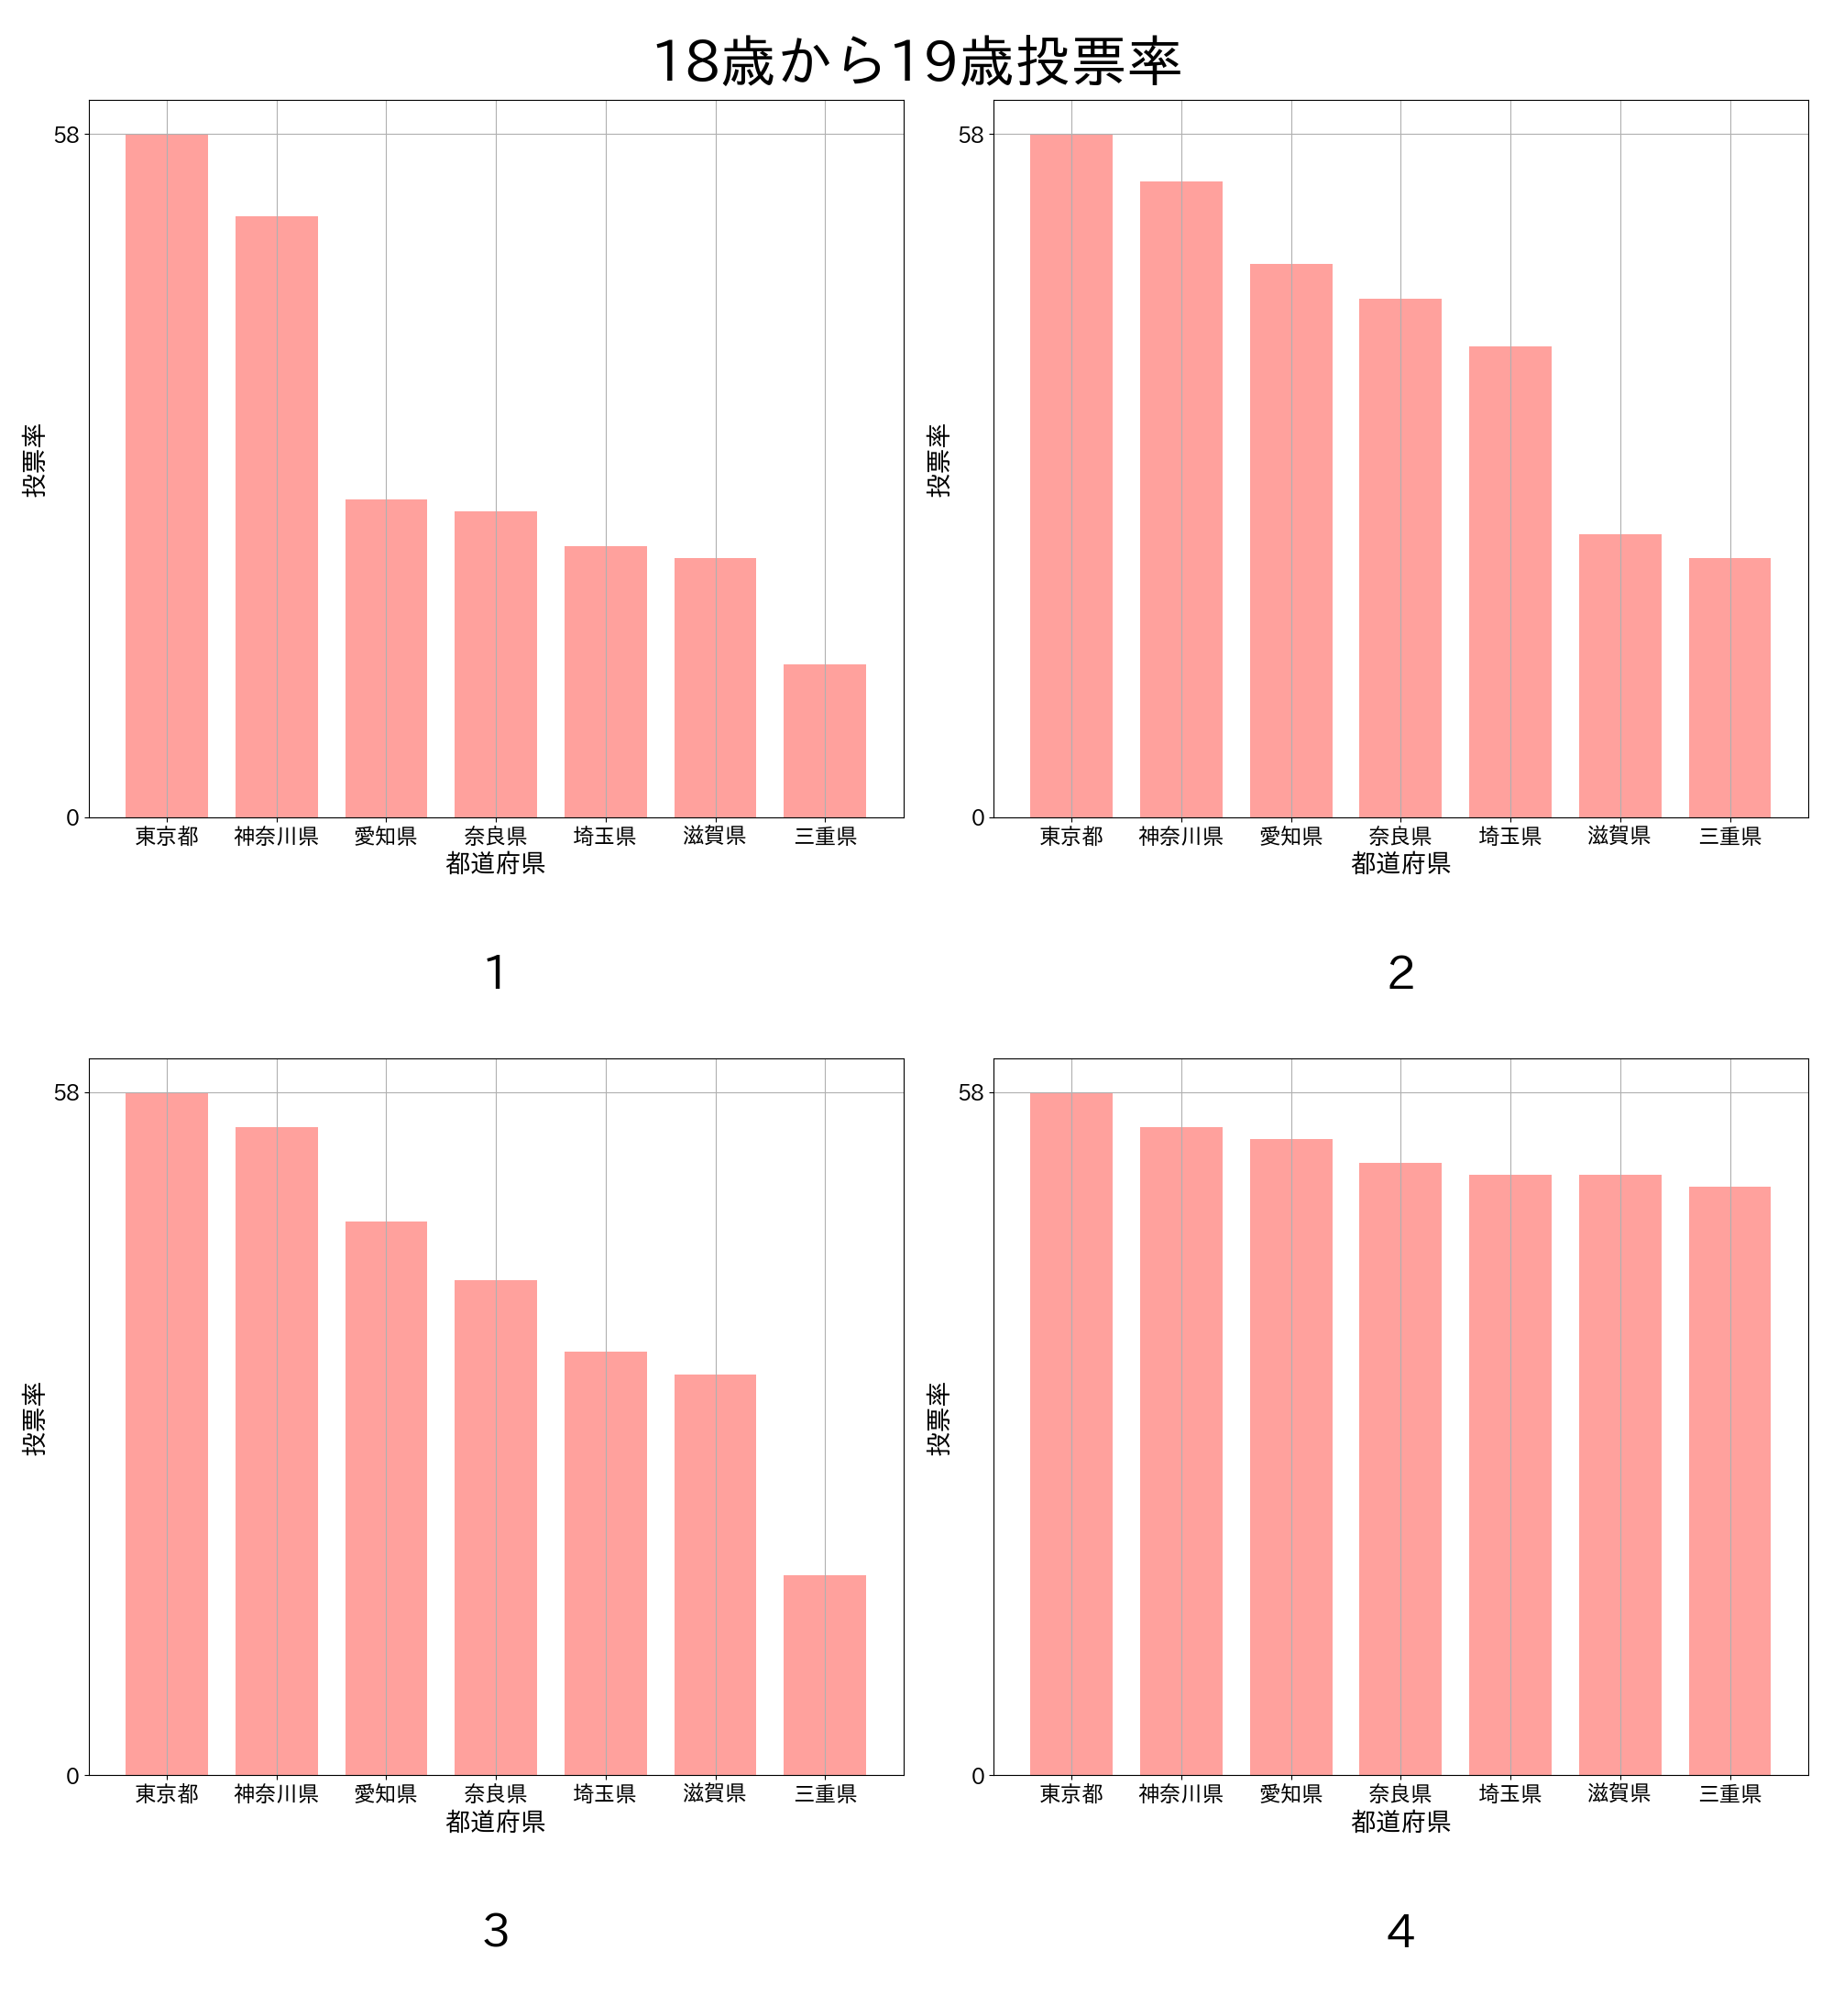 18歳から19歳投票率
58
0
投票率
東京都 神奈川県 愛知県 奈良県 埼玉県 滋賀県 三重県
都道府県
1
58
0
投票率
東京都 神奈川県 愛知県 奈良県 埼玉県 滋賀県 三重県
都道府県
2
58
0
投票率
東京都 神奈川県 愛知県 奈良県 埼玉県 滋賀県 三重県
都道府県
3
58
0
投票率
東京都 神奈川県 愛知県 奈良県 埼玉県 滋賀県 三重県
都道府県
4